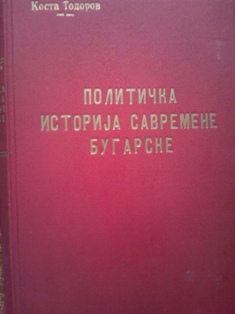 Коста Тодоров
ПОЛИТИЧКА
ИСТОРИЈА САВРЕМЕНЕ
БУГАРСКЕ